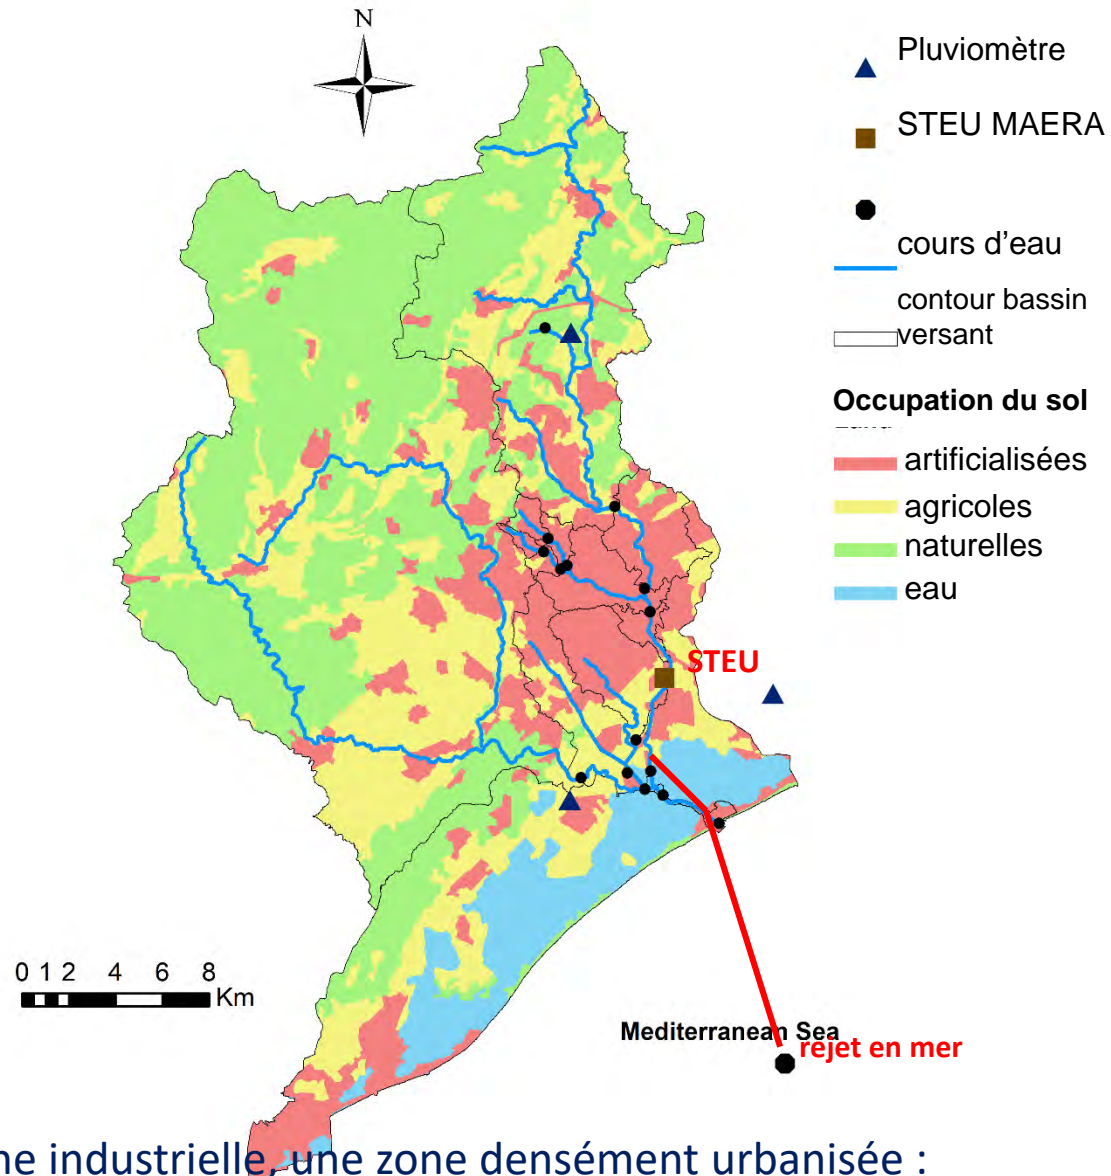 N
Pluviomètre
STEU MAERA
cours d'eau
contour bassin
versant
Occupation du sol
artificialisées
agricoles
naturelles
eau
STEU
0 1 2 4 6 8
Km
Mediterranean Sea
rejet en mer
ne industrielle, une zone densément urbanisée :